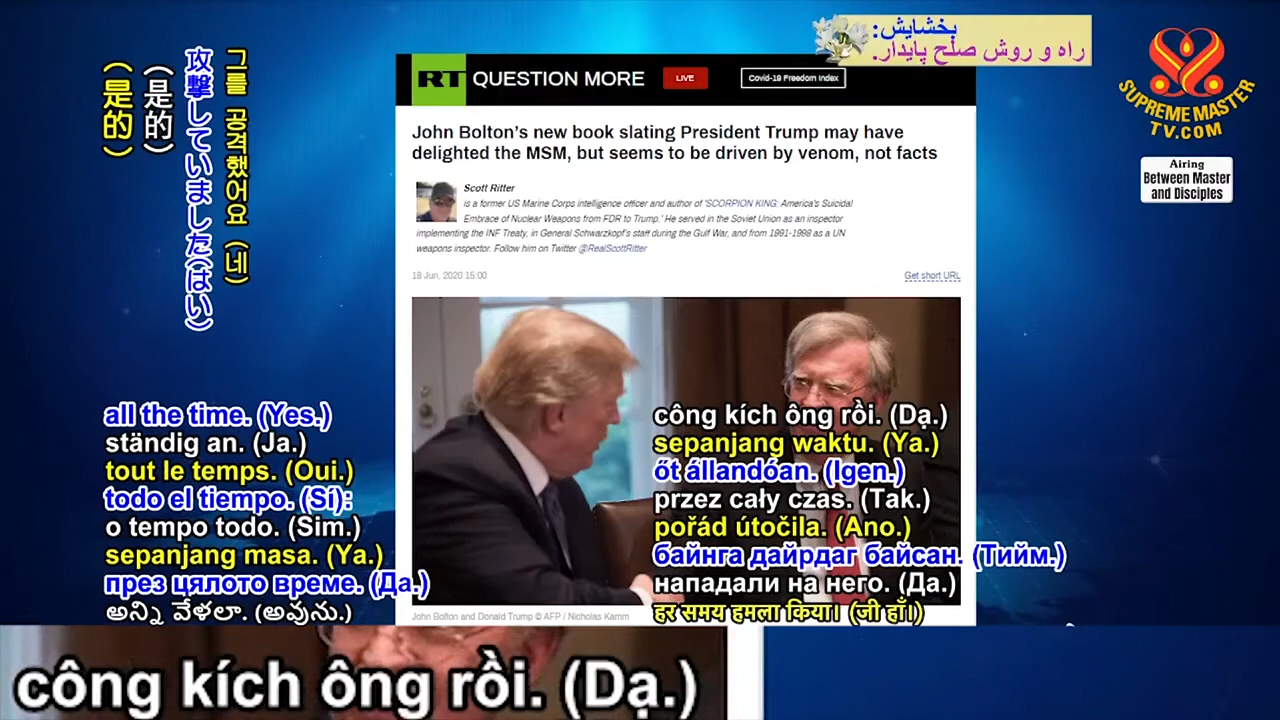 بخشایش:
راه و روش صلح پایدار.
SUPREME MASTER
TV.COM
Airing
Between Master
and Disciples
그를 공격했어요 (네)
攻撃していました(はい)
(是的)
(是的)
RT QUESTION MORE
LIVE
Covid-19 Freedom Index
John Bolton's new book slating President Trump may have
delighted the MSM, but seems to be driven by venom, not facts
Scott Ritter
is a former US Marine Corps intelligence officer and author of 'SCORPION KING: America's Suicidal
Embrace of Nuclear Weapons from FDR to Trump.' He served in the Soviet Union as an inspector
implementing the INF Treaty, in General Schwarzkopf's staff during the Gulf War, and from 1991-1998 as a UN
weapons inspector. Follow him on Twitter @RealScottRitter
18 Jun, 2020 15:00
Get short URL
all the time. (Yes.)
ständig an. (Ja.)
tout le temps. (Oui.)
todo el tiempo. (Sí):
o tempo todo. (Sim.)
sepanjang masa. (Ya.)
през цялото време. (Да.)
అన్ని వేళలా. (అవును.)
công kích ông rồi. (Dạ.)
sepanjang waktu. (Ya.)
őt állandóan. (Igen.)
przez cały czas. (Tak.)
pořád útočila. (Ano.)
байнга дайрдаг байсан. (Тийм.)
нападали на него. (Да.)
हर समय हमला किया। (जी हाँ।)
John Bolton and Donald Trump © AFP / Nicholas Kamm
công kích ông rồi. (Dạ.)